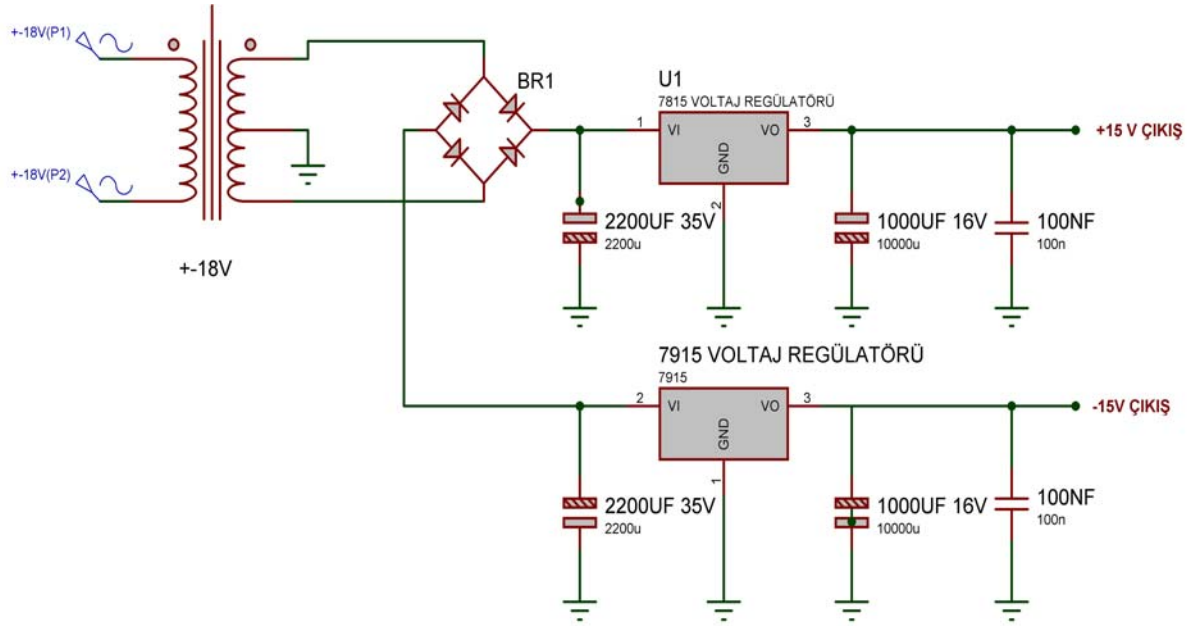 +-18V(P1)
+-18V(P2)
+-18V
BR1
U1
7815 VOLTAJ REGÜLATÖRÜ
1
VI
VO
3
GND
2
+15 V ÇIKIŞ
2200UF 35V
2200u
1000UF 16V
10000u
100NF
100n
7915 VOLTAJ REGÜLATÖRÜ
7915
2
VI
VO
3
GND
1
-15V ÇIKIŞ
2200UF 35V
2200u
1000UF 16V
10000u
100NF
100n